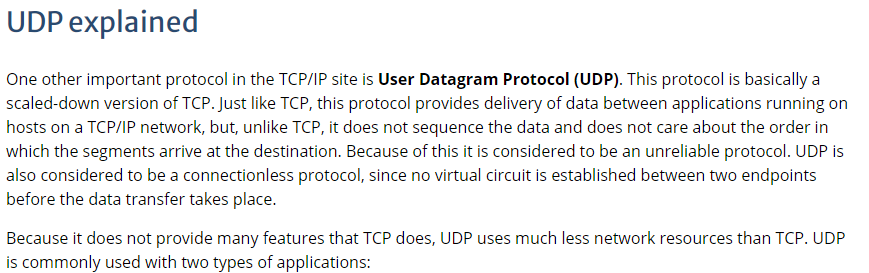 UDP explained
One other important protocol in the TCP/IP site is User Datagram Protocol (UDP). This protocol is basically a
scaled-down version of TCP. Just like TCP, this protocol provides delivery of data between applications running on
hosts on a TCP/IP network, but, unlike TCP, it does not sequence the data and does not care about the order in
which the segments arrive at the destination. Because of this it is considered to be an unreliable protocol. UDP is
also considered to be a connectionless protocol, since no virtual circuit is established between two endpoints
before the data transfer takes place.
Because it does not provide many features that TCP does, UDP uses much less network resources than TCP. UDP
is commonly used with two types of applications: